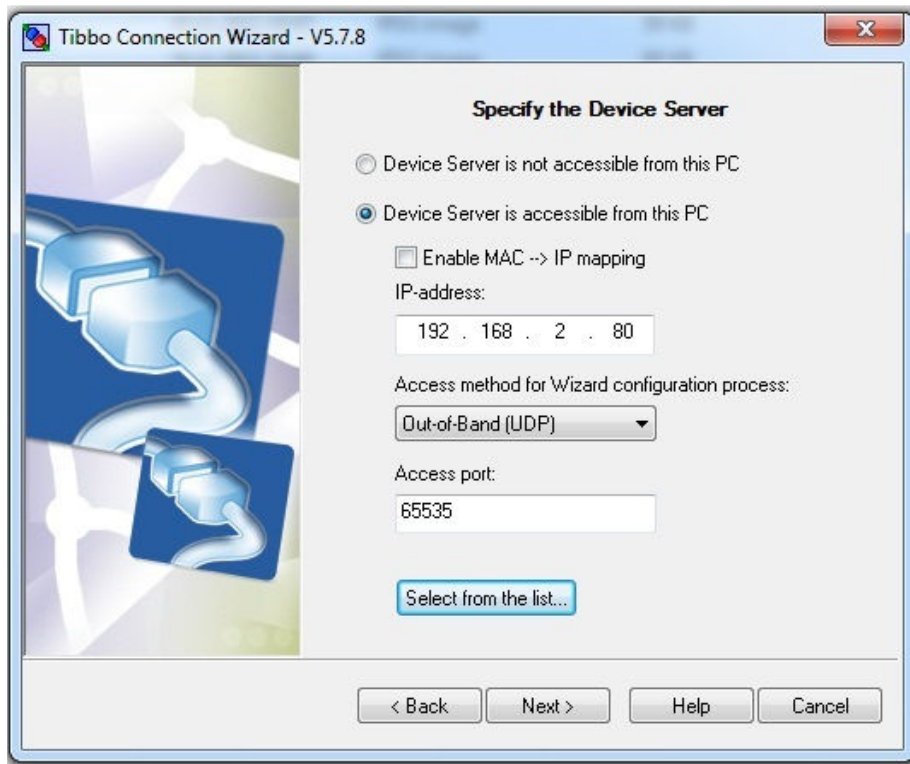 Tibbo Connection Wizard - V5.7.8
Specify the Device Server
Device Server is not accessible from this PC
Device Server is accessible from this PC
Enable MAC --> IP mapping
IP-address:
192 . 168 . 2 . 80
Access method for Wizard configuration process:
Out-of-Band (UDP)
Access port:
65535
Select from the list...
< Back Next > Help Cancel